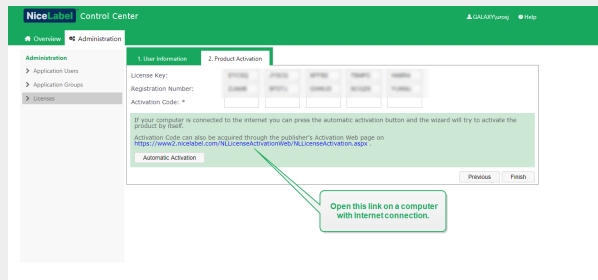 NiceLabel Control Center
GALAXY\urosg Help
Overview Administration
Administration
Application Users
Application Groups
Licenses
1. User Information 2. Product Activation
License Key:
Registration Number:
Activation Code: *
If your computer is connected to the internet you can press the automatic activation button and the wizard will try to activate the
product by itself.
Activation Code can also be acquired through the publisher's Activation Web page on
https://www2.nicelabel.com/NLLicenseActivationWeb/NLLicenseActivation.aspx .
Automatic Activation
Previous Finish
Open this link on a computer
with Internet connection.